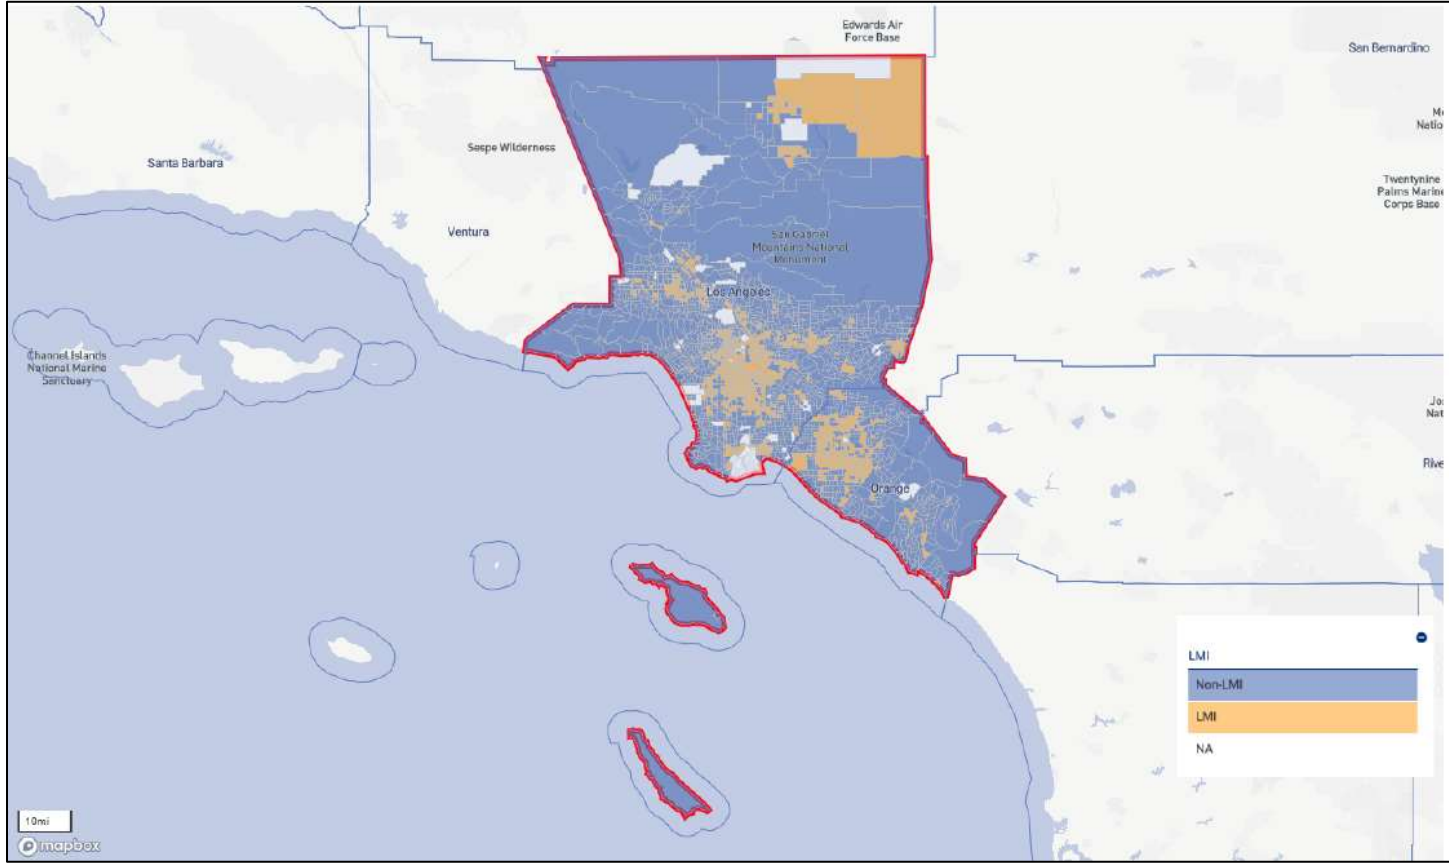 Edwards Air
Force Base
San Bernardino
Santa Barbara
Sespe Wilderness
Twentynine
Palms Marine
Corps Base
Ventura
San Gabriel
Mountains National
Monument
Los Angeles
Channel Islands
National Marine
Sanctuary
Orange
LMI
Non-LMI
LMI
NA
10mi
mapbox